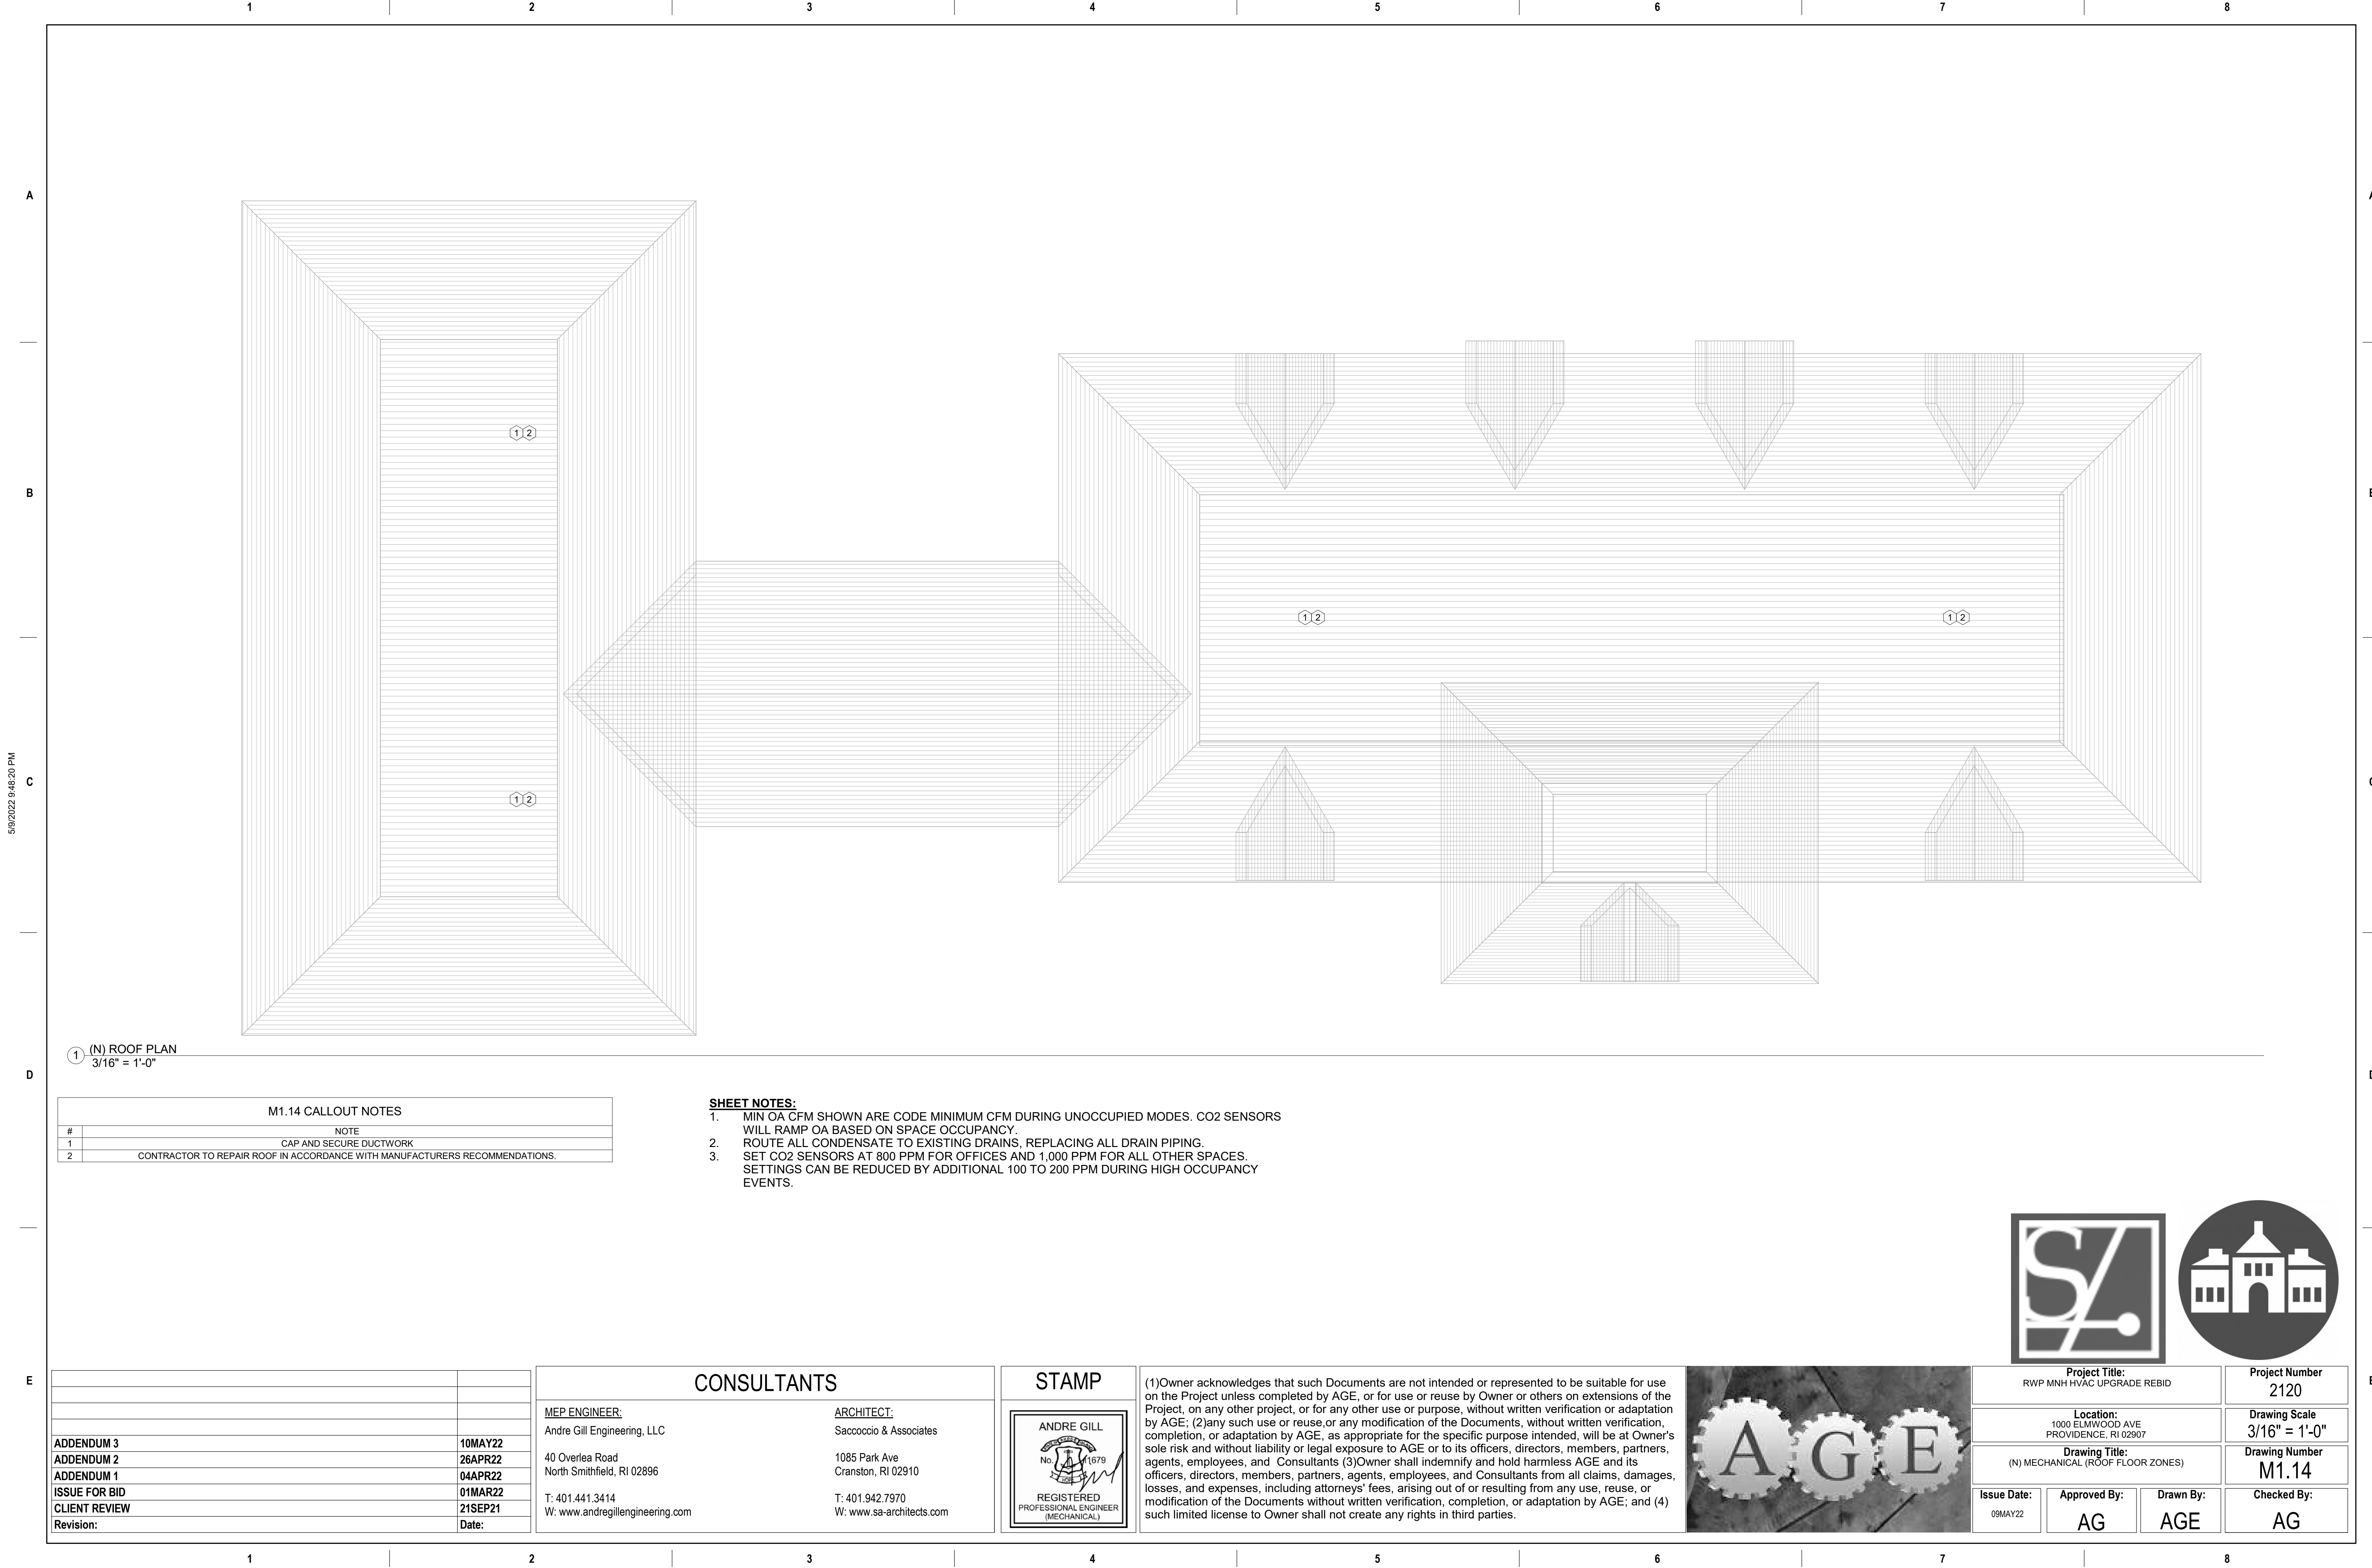 1 2 3 4 5 6 7 8
A
B
C
D
E
5/9/2022 9:48:20 PM
1 2
1 2
1 2
1 2
1 (N) ROOF PLAN
3/16" = 1'-0"
M1.14 CALLOUT NOTES
# NOTE
1 CAP AND SECURE DUCTWORK
2 CONTRACTOR TO REPAIR ROOF IN ACCORDANCE WITH MANUFACTURERS RECOMMENDATIONS.
SHEET NOTES:
1. MIN OA CFM SHOWN ARE CODE MINIMUM CFM DURING UNOCCUPIED MODES. CO2 SENSORS
WILL RAMP OA BASED ON SPACE OCCUPANCY.
2. ROUTE ALL CONDENSATE TO EXISTING DRAINS, REPLACING ALL DRAIN PIPING.
3. SET CO2 SENSORS AT 800 PPM FOR OFFICES AND 1,000 PPM FOR ALL OTHER SPACES.
SETTINGS CAN BE REDUCED BY ADDITIONAL 100 TO 200 PPM DURING HIGH OCCUPANCY
EVENTS.
ADDENDUM 3 10MAY22
ADDENDUM 2 26APR22
ADDENDUM 1 04APR22
ISSUE FOR BID 01MAR22
CLIENT REVIEW 21SEP21
Revision: Date:
CONSULTANTS
MEP ENGINEER:
Andre Gill Engineering, LLC
40 Overlea Road
North Smithfield, RI 02896
T: 401.441.3414
W: www.andregillengineering.com
ARCHITECT:
Saccoccio & Associates
1085 Park Ave
Cranston, RI 02910
T: 401.942.7970
W: www.sa-architects.com
STAMP
ANDRE GILL
No. 11679
REGISTERED
PROFESSIONAL ENGINEER
(MECHANICAL)
(1)Owner acknowledges that such Documents are not intended or represented to be suitable for use
on the Project unless completed by AGE, or for use or reuse by Owner or others on extensions of the
Project, on any other project, or for any other use or purpose, without written verification or adaptation
by AGE; (2)any such use or reuse,or any modification of the Documents, without written verification,
completion, or adaptation by AGE, as appropriate for the specific purpose intended, will be at Owner's
sole risk and without liability or legal exposure to AGE or to its officers, directors, members, partners,
agents, employees, and Consultants (3)Owner shall indemnify and hold harmless AGE and its
officers, directors, members, partners, agents, employees, and Consultants from all claims, damages,
losses, and expenses, including attorneys' fees, arising out of or resulting from any use, reuse, or
modification of the Documents without written verification, completion, or adaptation by AGE; and (4)
such limited license to Owner shall not create any rights in third parties.
A G E
Project Title:
RWP MNH HVAC UPGRADE REBID
Location:
1000 ELMWOOD AVE
PROVIDENCE, RI 02907
Drawing Title:
(N) MECHANICAL (ROOF FLOOR ZONES)
Issue Date:
09MAY22
Approved By:
AG
Drawn By:
AGE
Project Number
2120
Drawing Scale
3/16" = 1'-0"
Drawing Number
M1.14
Checked By:
AG
1 2 3 4 5 6 7 8